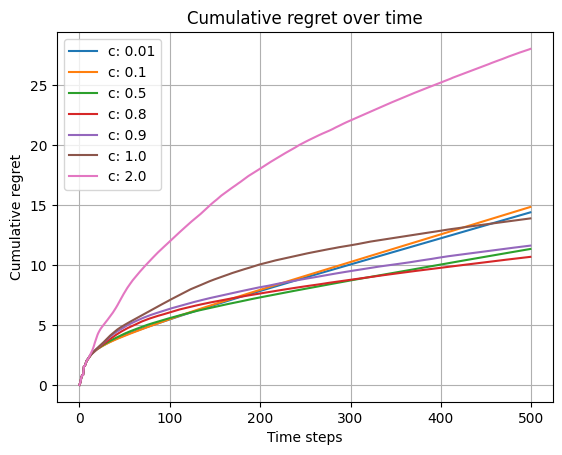 Cumulative regret over time
c: 0.01
c: 0.1
c: 0.5
c: 0.8
c: 0.9
c: 1.0
c: 2.0
Cumulative regret
25
20
15
10
5
0
0 100 200 300 400 500
Time steps